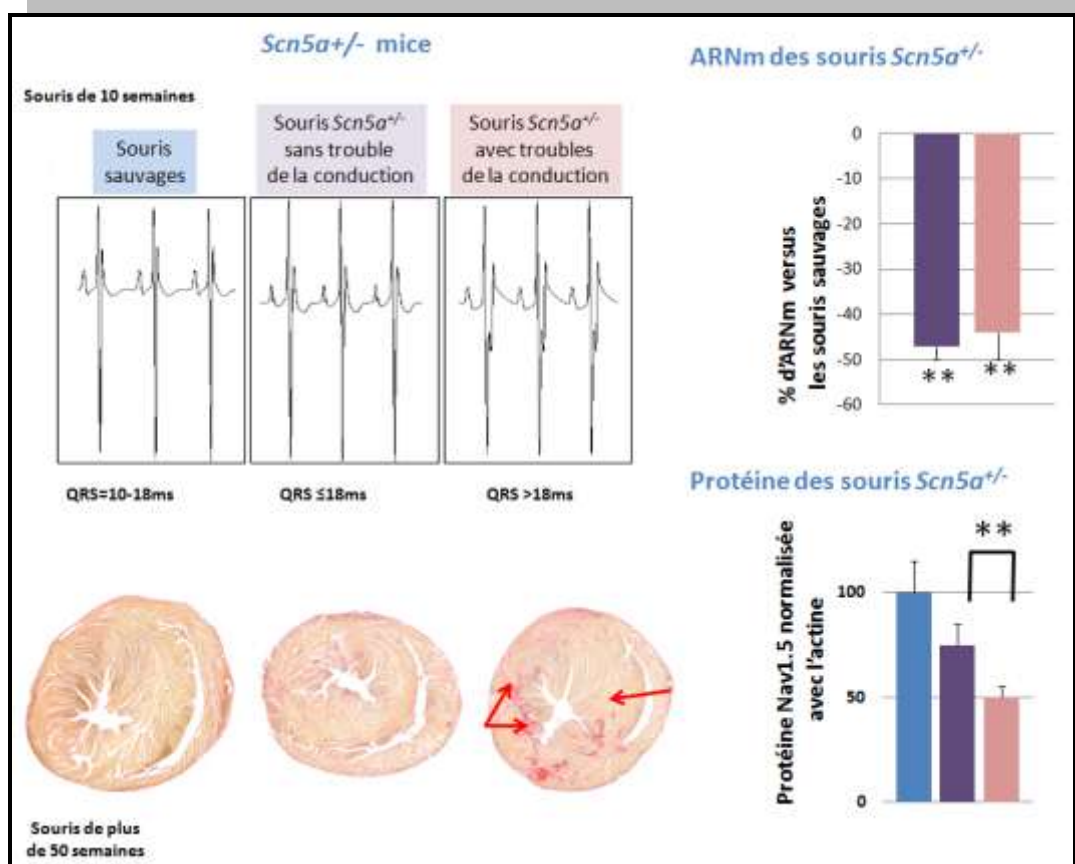 Scn5a+/- mice
Souris de 10 semaines
Souris
sauvages
Souris Scn5a+/-
sans trouble
de la conduction
Souris Scn5a+/-
avec troubles
de la conduction
QRS=10-18ms
QRS ≤18ms
QRS >18ms
Souris de plus
de 50 semaines
ARNm des souris Scn5a+/-
% d'ARNm versus
les souris sauvages
0
-10
-20
-30
-40
-50
-60
**
**
Protéine des souris Scn5a+/-
Protéine Nav1.5 normalisée
avec l'actine
**
100
50
0